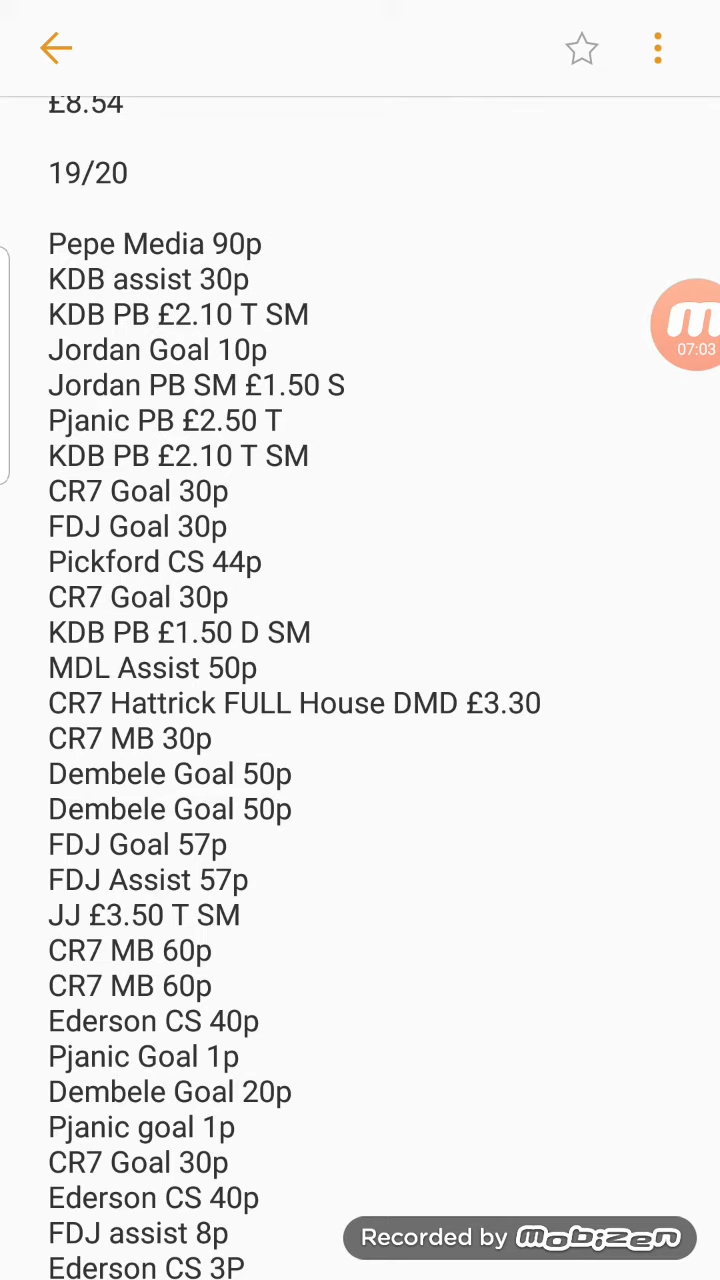 £8.54
19/20
Pepe Media 90p
KDB assist 30p
KDB PB £2.10 T SM
Jordan Goal 10p
Jordan PB SM £1.50 S
Pjanic PB £2.50 T
KDB PB £2.10 T SM
CR7 Goal 30p
FDJ Goal 30p
Pickford CS 44p
CR7 Goal 30p
KDB PB £1.50 D SM
MDL Assist 50p
CR7 Hattrick FULL House DMD £3.30
CR7 MB 30p
Dembele Goal 50p
Dembele Goal 50p
FDJ Goal 57p
FDJ Assist 57p
JJ £3.50 T SM
CR7 MB 60p
CR7 MB 60p
Ederson CS 40p
Pjanic Goal 1p
Dembele Goal 20p
Pjanic goal 1p
CR7 Goal 30p
Ederson CS 40p
FDJ assist 8p
Ederson CS 3P
m
07:03
Recorded by mobizen